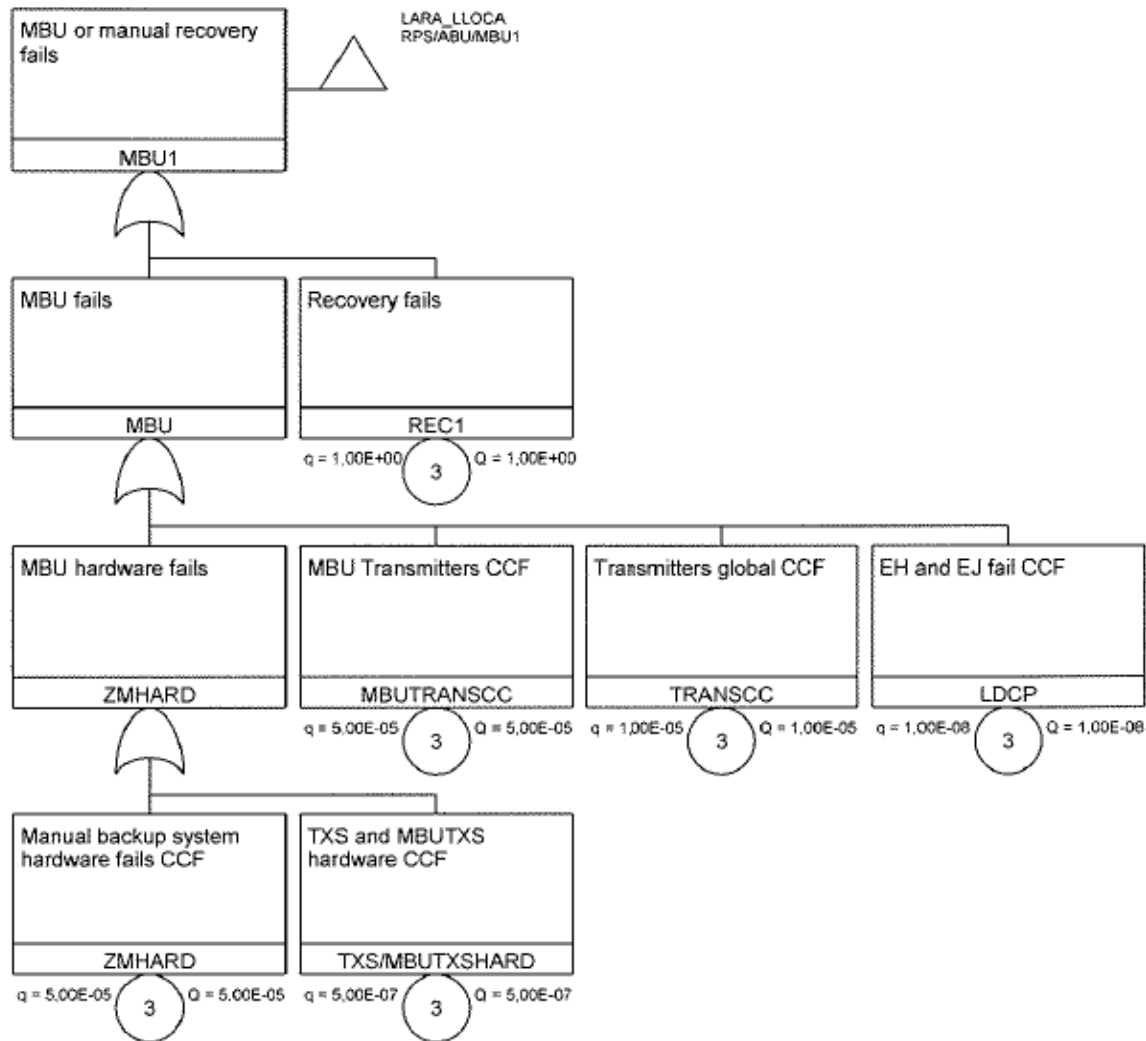 MBU or manual recovery
fails
LARA_LLOCA
RPS/ABU/MBU1
MBU1
MBU fails
Recovery fails
MBU
REC1
q = 1,00E+00
3
Q = 1,00E+00
MBU hardware fails
MBU Transmitters CCF
Transmitters global CCF
EH and EJ fail CCF
ZMHARD
MBUTRANSCC
TRANSCC
LDCP
q = 5,00E-05
3
Q = 5,00E-05
q = 1,00E-05
3
Q = 1,00E-05
q = 1,00E-08
3
Q = 1,00E-08
Manual backup system
hardware fails CCF
TXS and MBUTXS
hardware CCF
ZMHARD
TXS/MBUTXSHARD
q = 5,00E-05
3
Q = 5,00E-05
q = 5,00E-07
3
Q = 5,00E-07